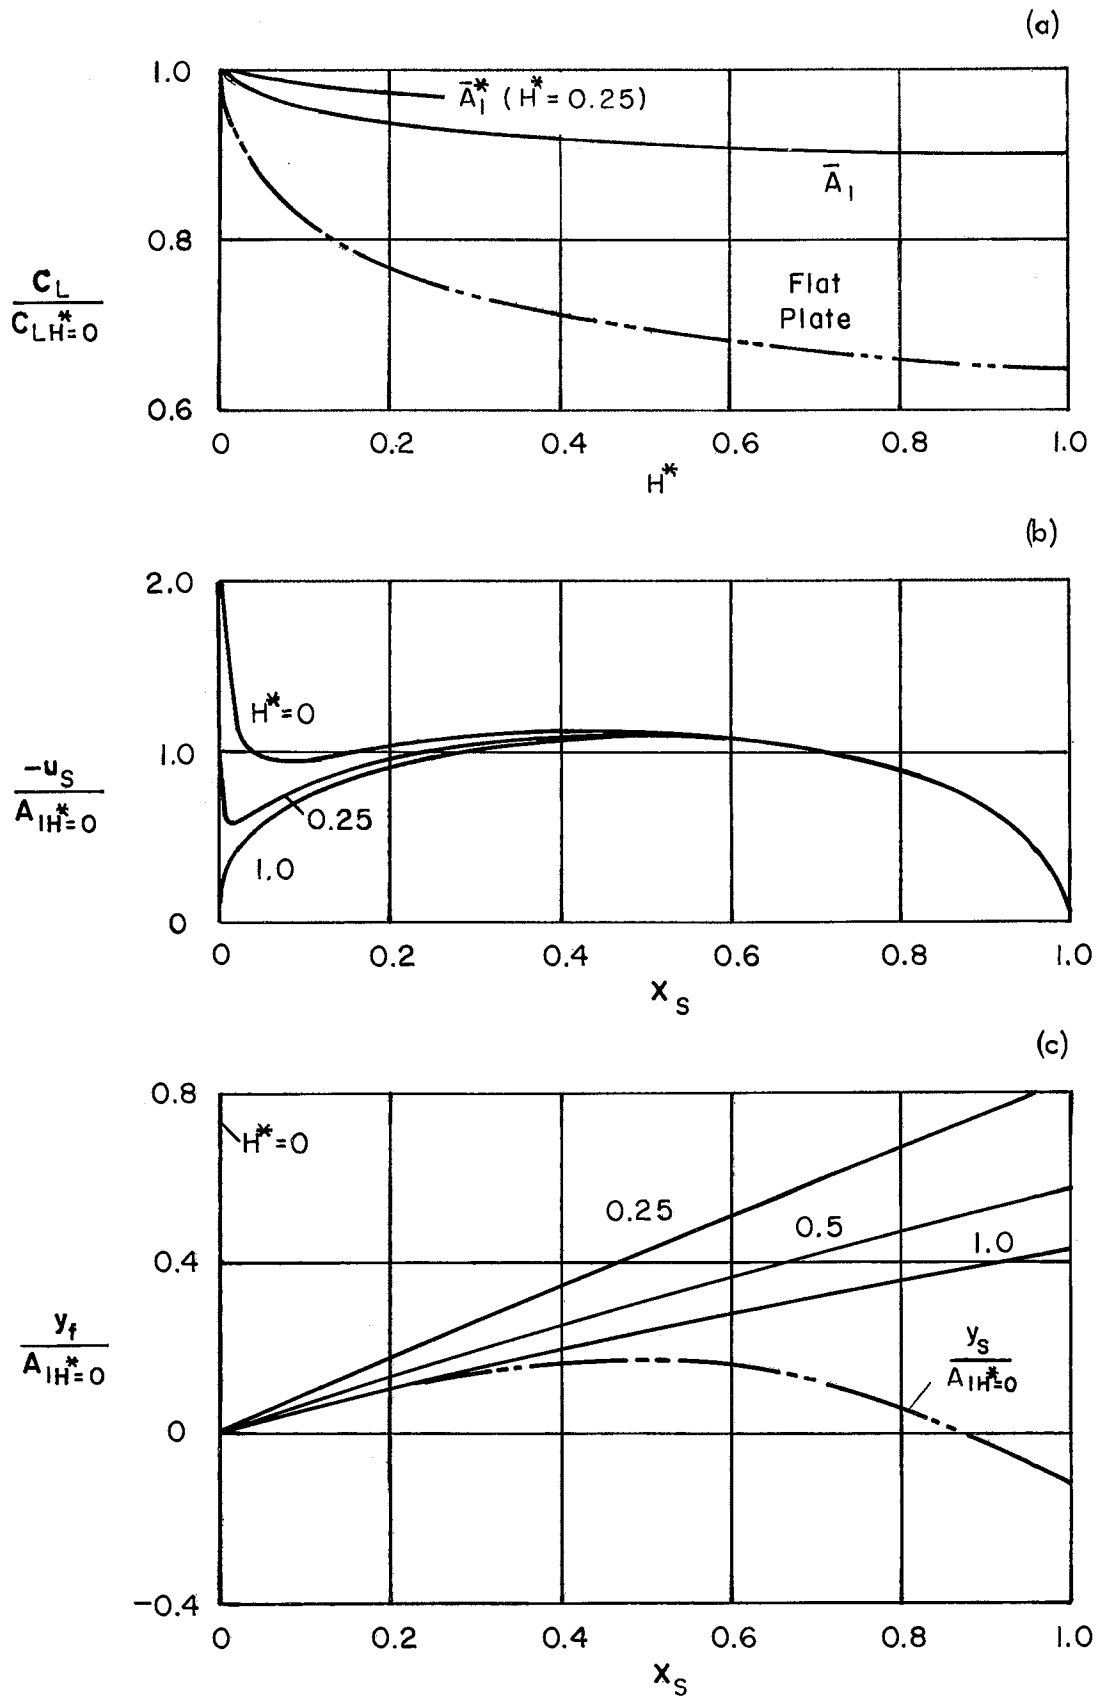 (a)
1.0
Ā₁* (H* = 0.25)
Ā₁
0.8
C_L
C_LH*=0
Flat
Plate
0.6
0 0.2 0.4 0.6 0.8 1.0
H*
(b)
2.0
H*=0
1.0
-u_S
A_1H*=0
0.25
1.0
0
0 0.2 0.4 0.6 0.8 1.0
X_S
(c)
0.8
H*=0
0.25
0.5
1.0
0.4
y_f
A_1H*=0
y_s
A_1H*=0
0
-0.4
0 0.2 0.4 0.6 0.8 1.0
X_S